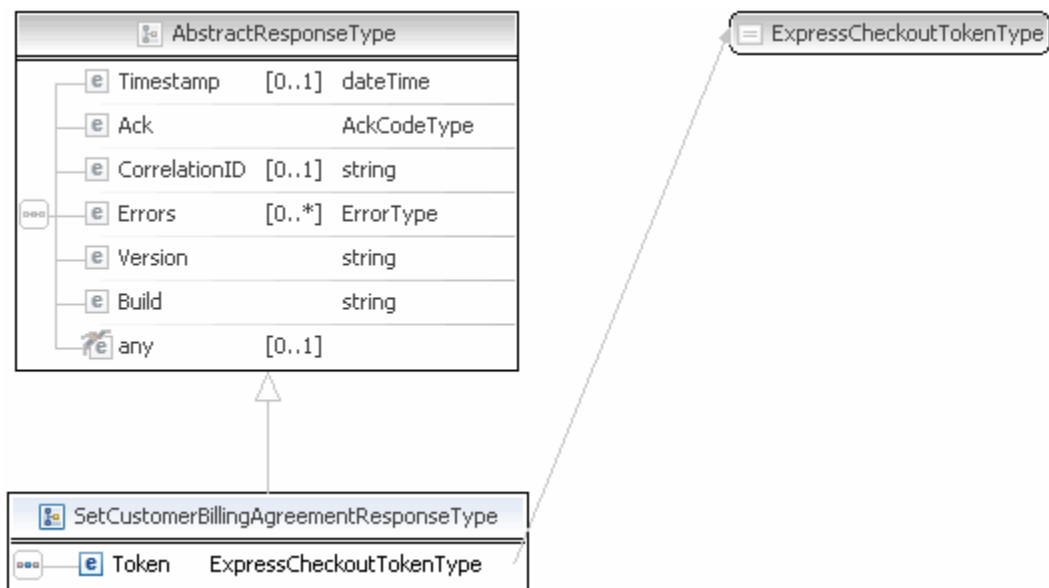 AbstractResponseType
ExpressCheckoutTokenType
e Timestamp [0..1] dateTime
e Ack AckCodeType
e CorrelationID [0..1] string
e Errors [0..*] ErrorType
e Version string
e Build string
e any [0..1]
SetCustomerBillingAgreementResponseType
e Token ExpressCheckoutTokenType